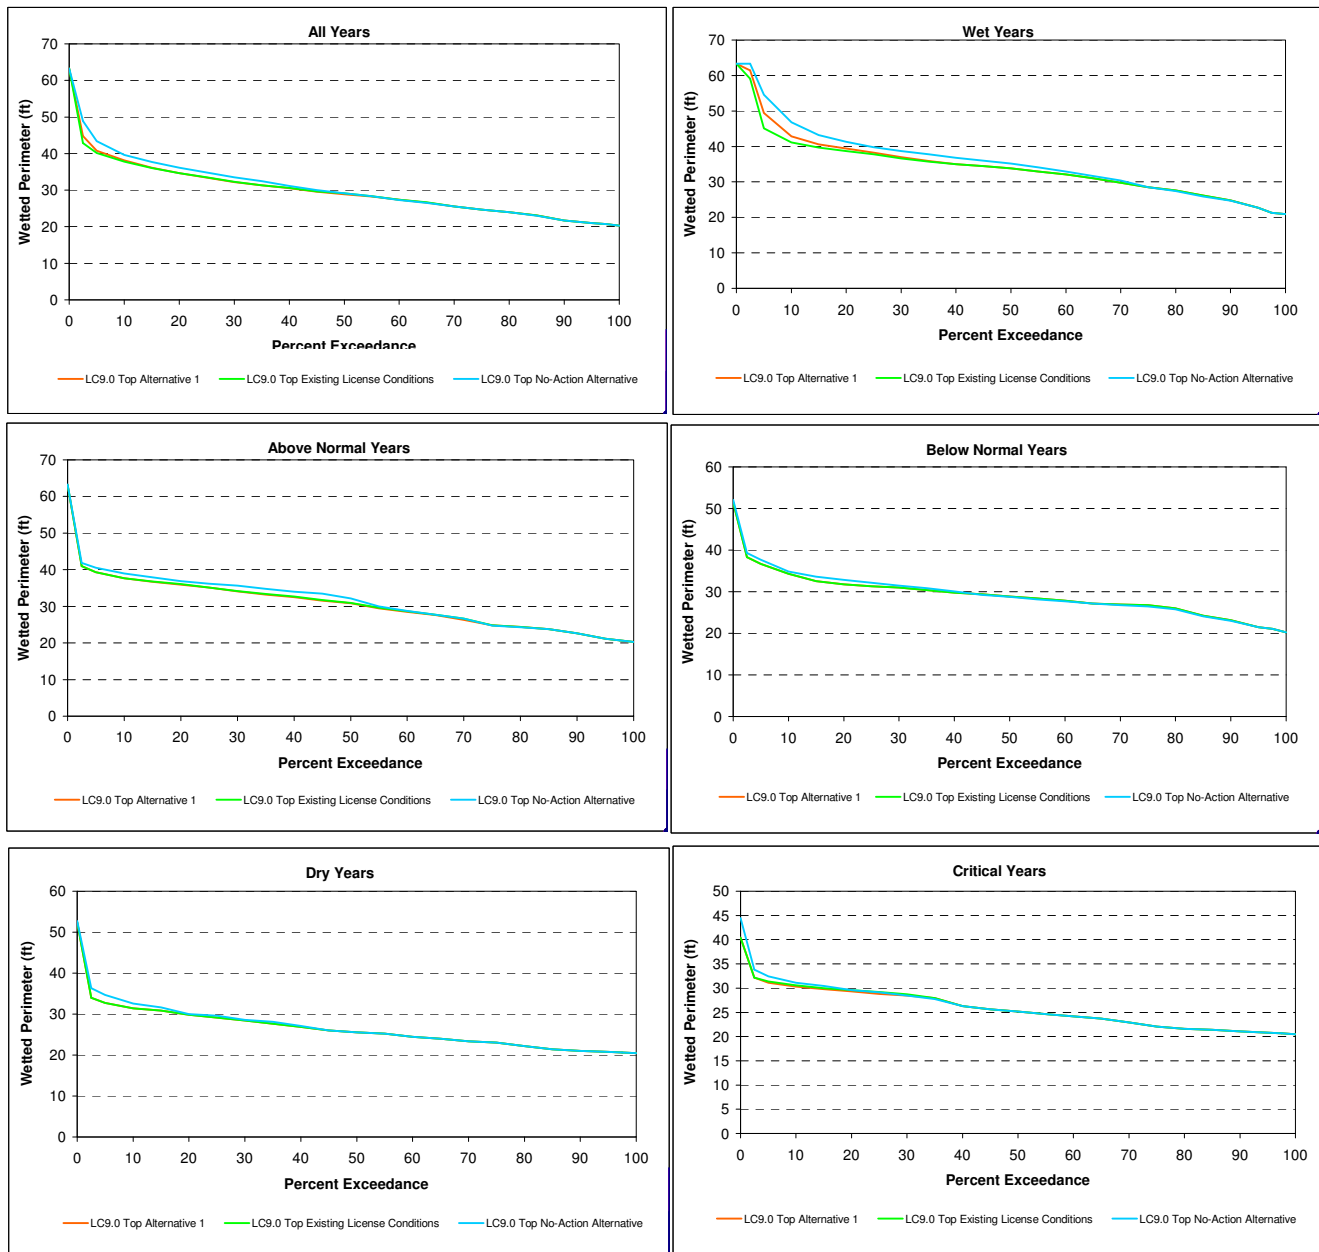 All Years
Wetted Perimeter (ft)
70
60
50
40
30
20
10
0
0 10 20 30 40 50 60 70 80 90 100
Percent Exceedance
LC9.0 Top Alternative 1 LC9.0 Top Existing License Conditions LC9.0 Top No-Action Alternative
Wet Years
Wetted Perimeter (ft)
70
60
50
40
30
20
10
0
0 10 20 30 40 50 60 70 80 90 100
Percent Exceedance
LC9.0 Top Alternative 1 LC9.0 Top Existing License Conditions LC9.0 Top No-Action Alternative
Above Normal Years
Wetted Perimeter (ft)
70
60
50
40
30
20
10
0
0 10 20 30 40 50 60 70 80 90 100
Percent Exceedance
LC9.0 Top Alternative 1 LC9.0 Top Existing License Conditions LC9.0 Top No-Action Alternative
Below Normal Years
Wetted Perimeter (ft)
60
50
40
30
20
10
0
0 10 20 30 40 50 60 70 80 90 100
Percent Exceedance
LC9.0 Top Alternative 1 LC9.0 Top Existing License Conditions LC9.0 Top No-Action Alternative
Dry Years
Wetted Perimeter (ft)
60
50
40
30
20
10
0
0 10 20 30 40 50 60 70 80 90 100
Percent Exceedance
LC9.0 Top Alternative 1 LC9.0 Top Existing License Conditions LC9.0 Top No-Action Alternative
Critical Years
Wetted Perimeter (ft)
50
45
40
35
30
25
20
15
10
5
0
0 10 20 30 40 50 60 70 80 90 100
Percent Exceedance
LC9.0 Top Alternative 1 LC9.0 Top Existing License Conditions LC9.0 Top No-Action Alternative